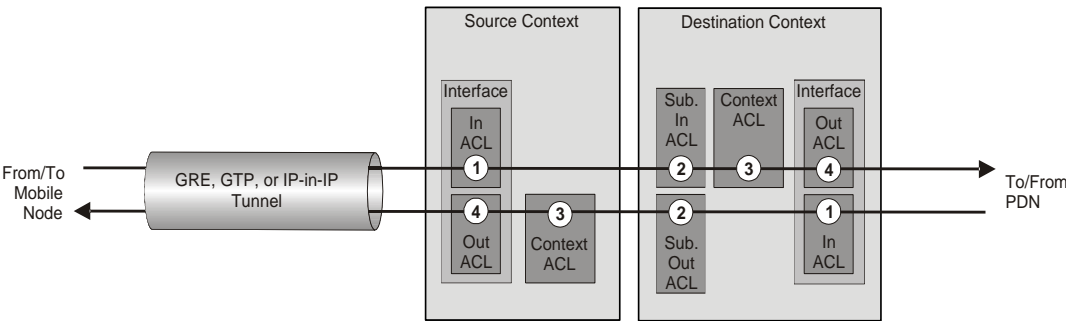 Source Context
Destination Context
Interface
In
ACL
1
4
Out
ACL
3
Context
ACL
Sub.
In
ACL
2
Context
ACL
3
Interface
Out
ACL
4
2
Sub.
Out
ACL
1
In
ACL
From/To
Mobile
Node
GRE, GTP, or IP-in-IP
Tunnel
To/From
PDN